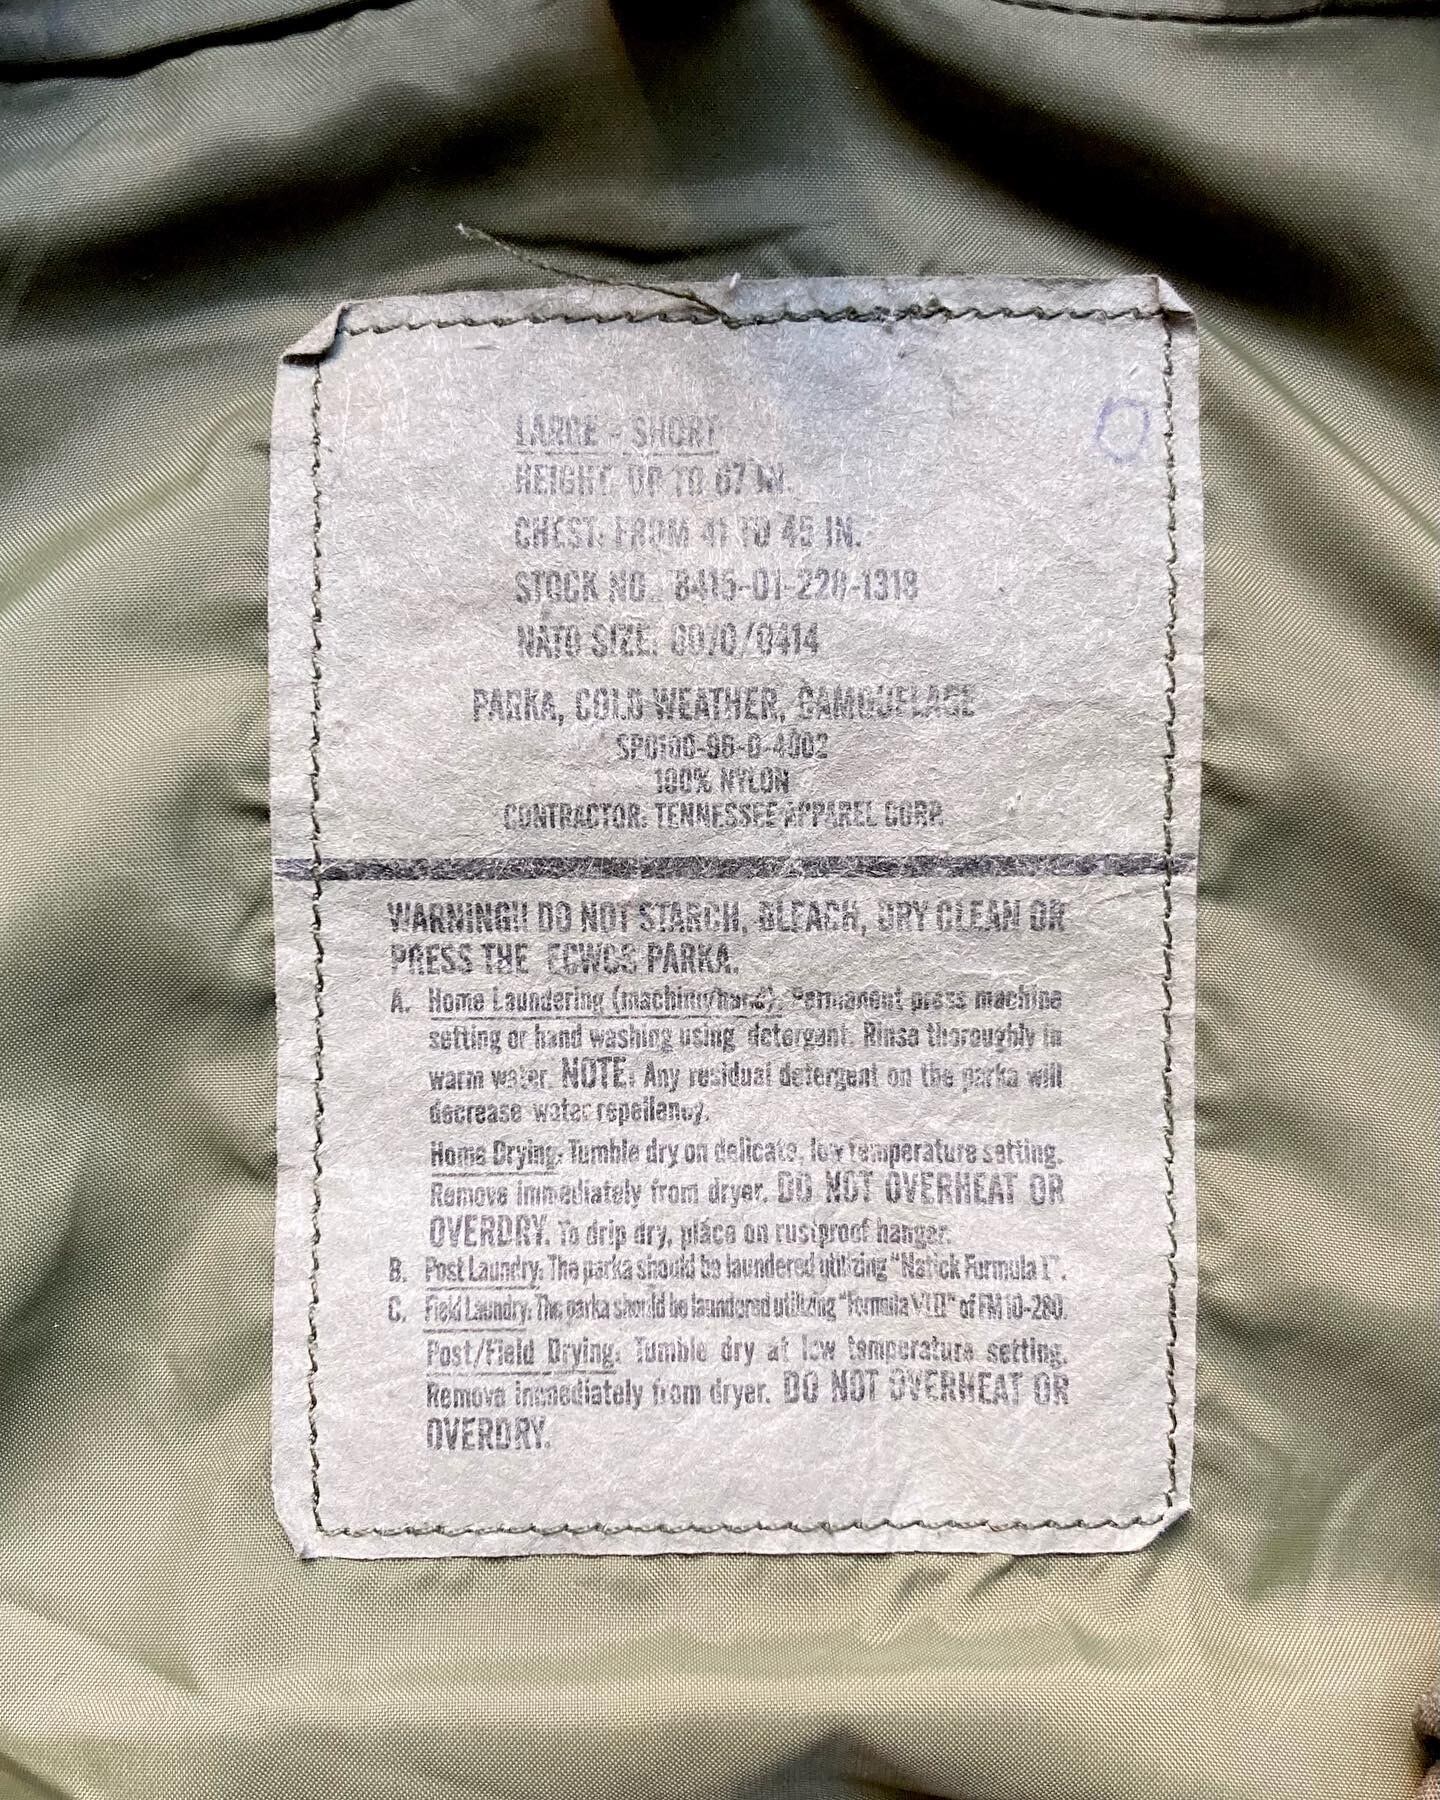 LARGE - SHORT
HEIGHT: UP TO 67 IN.
CHEST: FROM 41 TO 45 IN.
STOCK NO.: 8415-01-228-1318
NATO SIZE: 6070/0414
PARKA, COLD WEATHER, CAMOUFLAGE
SPO100-96-D-4002
100% NYLON
CONTRACTOR: TENNESSEE APPAREL CORP.
WARNING!! DO NOT STARCH, BLEACH, DRY CLEAN OR
PRESS THE ECWCS PARKA.
A. Home Laundering (machine/hand): Permanent press machine
setting or hand washing using detergent. Rinse thoroughly in
warm water. NOTE: Any residual detergent on the parka will
decrease water repellency.
Home Drying: Tumble dry on delicate, low temperature setting.
Remove immediately from dryer. DO NOT OVERHEAT OR
OVERDRY. To drip dry, place on rustproof hanger.
B. Post Laundry: The parka should be laundered utilizing "Natick Formula I".
C. Field Laundry: The parka should be laundered utilizing "Formula VIII" of FM 10-280.
Post/Field Drying: Tumble dry at low temperature setting.
Remove immediately from dryer. DO NOT OVERHEAT OR
OVERDRY.